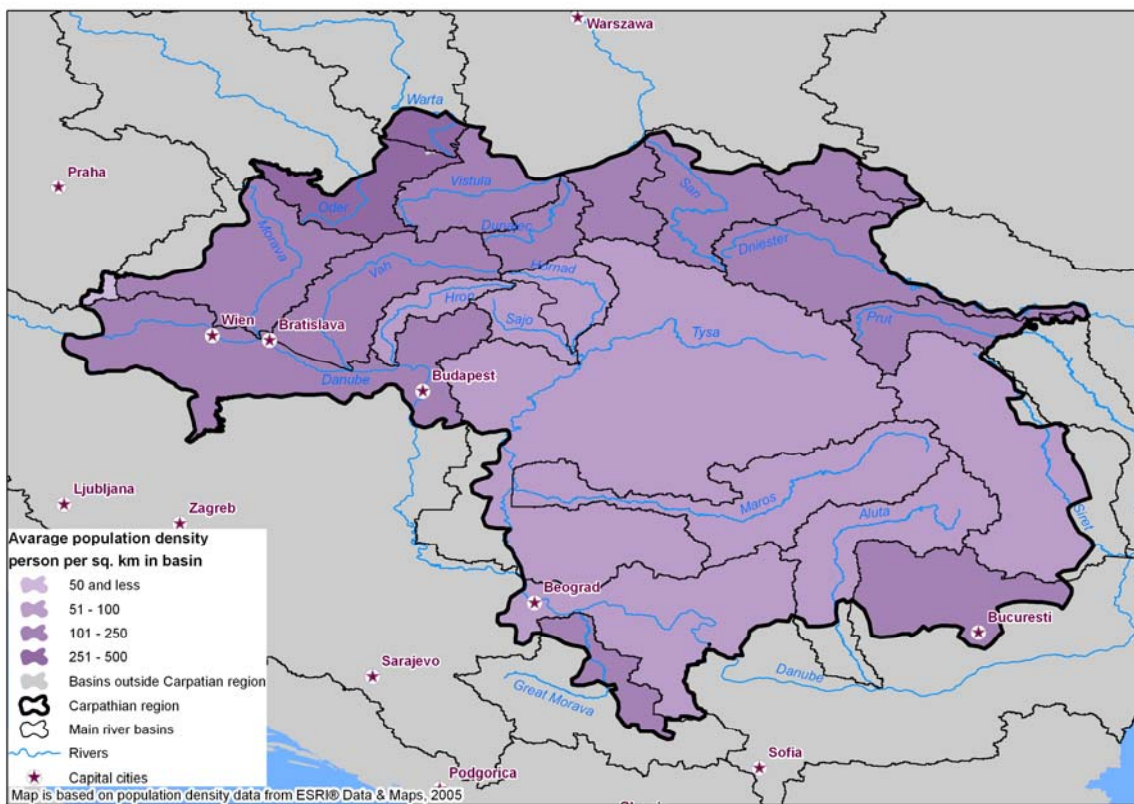 Warszawa
Warta
Praha
Vistula
San
Oder
Dunajec
Morava
Dniester
Vah
Hornad
Hron
Wien
Bratislava
Sajo
Prut
Tysa
Danube
Budapest
Ljubljana
Zagreb
Maros
Aluta
Siret
Avarage population density
person per sq. km in basin
50 and less
51 - 100
101 - 250
251 - 500
Basins outside Carpatian region
Carpathian region
Main river basins
Rivers
Capital cities
Beograd
Bucuresti
Sarajevo
Danube
Great Morava
Sofia
Podgorica
Map is based on population density data from ESRI® Data & Maps, 2005